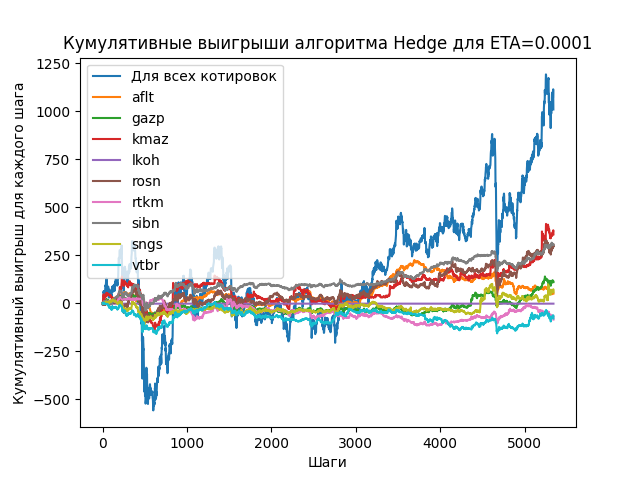 Кумулятивные выигрыши алгоритма Hedge для ETA=0.0001
Кумулятивный выигрыш для каждого шага
1250
1000
750
500
250
0
−250
−500
Для всех котировок
aflt
gazp
kmaz
lkoh
rosn
rtkm
sibn
sngs
vtbr
0
1000
2000
3000
4000
5000
Шаги